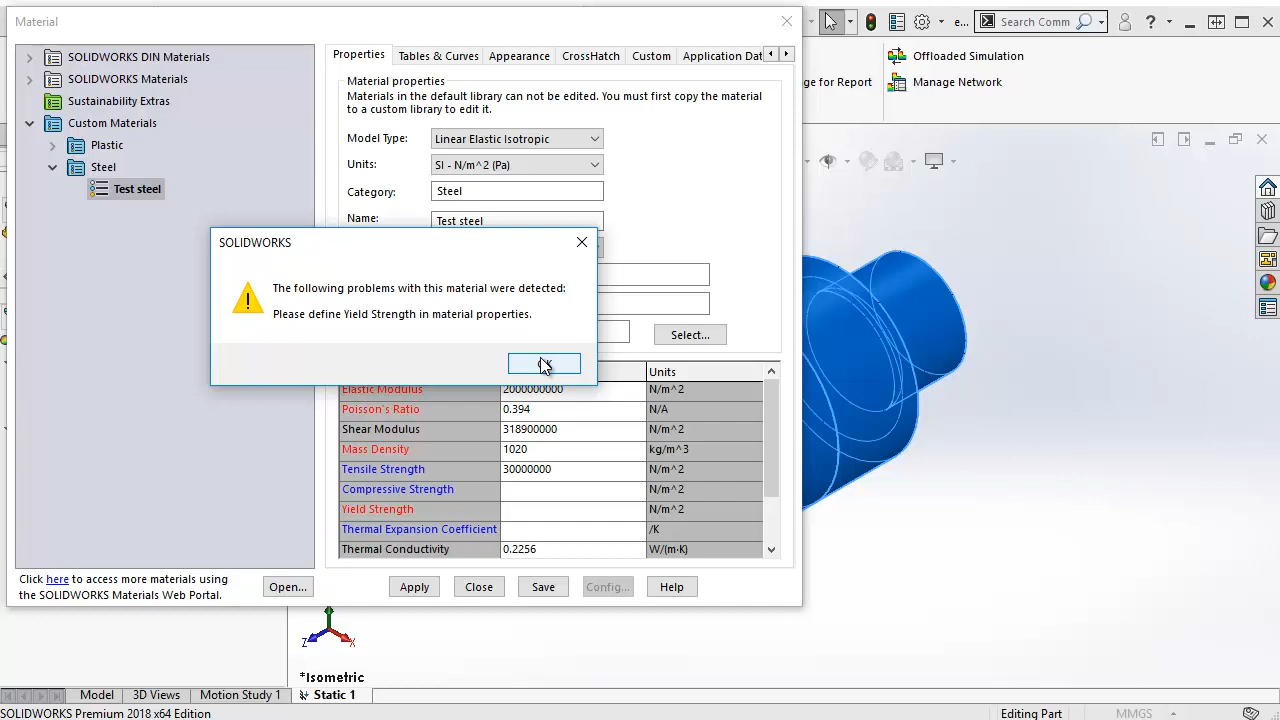 Material
e...
Search Comm
SOLIDWORKS DIN Materials
SOLIDWORKS Materials
Sustainability Extras
Custom Materials
Plastic
Steel
Test steel
Properties
Tables & Curves
Appearance
CrossHatch
Custom
Application Dat
Material properties
Materials in the default library can not be edited. You must first copy the material
to a custom library to edit it.
Model Type:
Linear Elastic Isotropic
Units:
SI - N/m^2 (Pa)
Category:
Steel
Name:
Test steel
ge for Report
Offloaded Simulation
Manage Network
SOLIDWORKS
The following problems with this material were detected:
Please define Yield Strength in material properties.
Select...
Units
Elastic Modulus 2000000000 N/m^2
Poisson's Ratio 0.394 N/A
Shear Modulus 318900000 N/m^2
Mass Density 1020 kg/m^3
Tensile Strength 30000000 N/m^2
Compressive Strength N/m^2
Yield Strength N/m^2
Thermal Expansion Coefficient /K
Thermal Conductivity 0.2256 W/(m·K)
Click here to access more materials using
the SOLIDWORKS Materials Web Portal.
Open...
Apply
Close
Save
Config...
Help
Z
X
*Isometric
Model
3D Views
Motion Study 1
Static 1
SOLIDWORKS Premium 2018 x64 Edition
Editing Part
MMGS